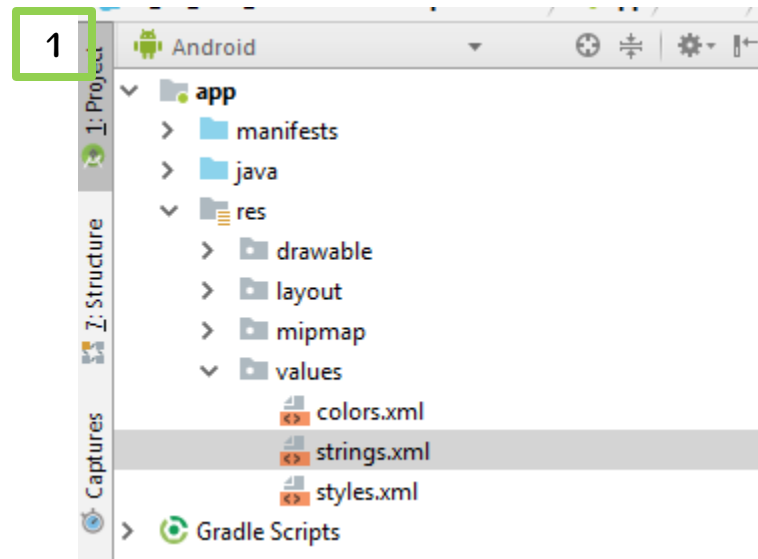 1
Android
1: Project
app
manifests
java
res
drawable
7: Structure
layout
mipmap
values
colors.xml
Captures
strings.xml
styles.xml
Gradle Scripts